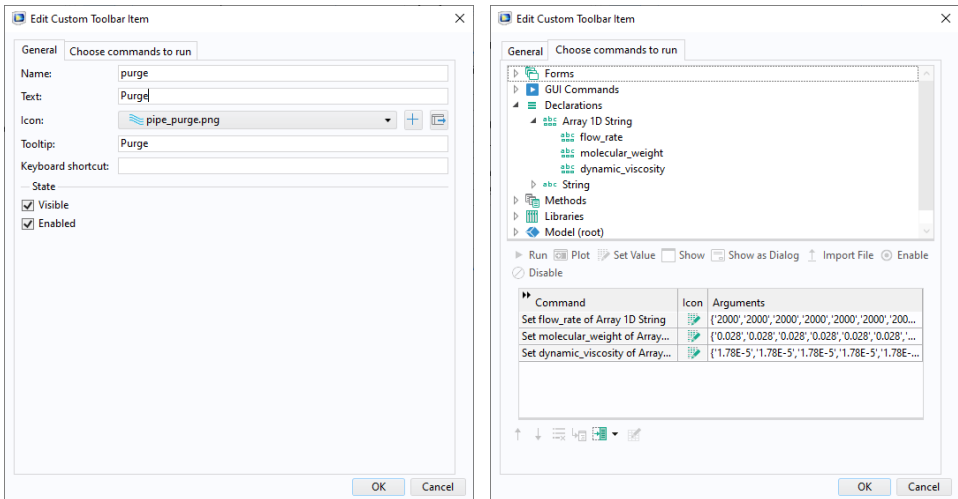 Edit Custom Toolbar Item
General Choose commands to run
Name: purge
Text: Purge
Icon: pipe_purge.png
Tooltip: Purge
Keyboard shortcut:
State
Visible
Enabled
OK Cancel
Edit Custom Toolbar Item
General Choose commands to run
Forms
GUI Commands
Declarations
abc Array 1D String
abc flow_rate
abc molecular_weight
abc dynamic_viscosity
abc String
Methods
Libraries
Model (root)
Run Plot Set Value Show Show as Dialog Import File Enable
Disable
Command Icon Arguments
Set flow_rate of Array 1D String {'2000','2000','2000','2000','2000','2000','200...
Set molecular_weight of Array... {'0.028','0.028','0.028','0.028','0.028','0.028','...
Set dynamic_viscosity of Array... {'1.78E-5','1.78E-5','1.78E-5','1.78E-5','1.78E-...
OK Cancel